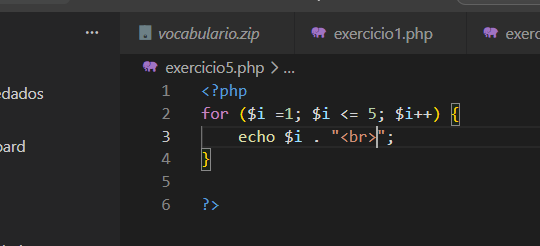 ...
vocabulario.zip
exercicio1.php
exerc
edados
oard
exercicio5.php > ...
1 <?php
2 for ($i =1; $i <= 5; $i++) {
3 echo $i . "<br>";
4 }
5
6 ?>